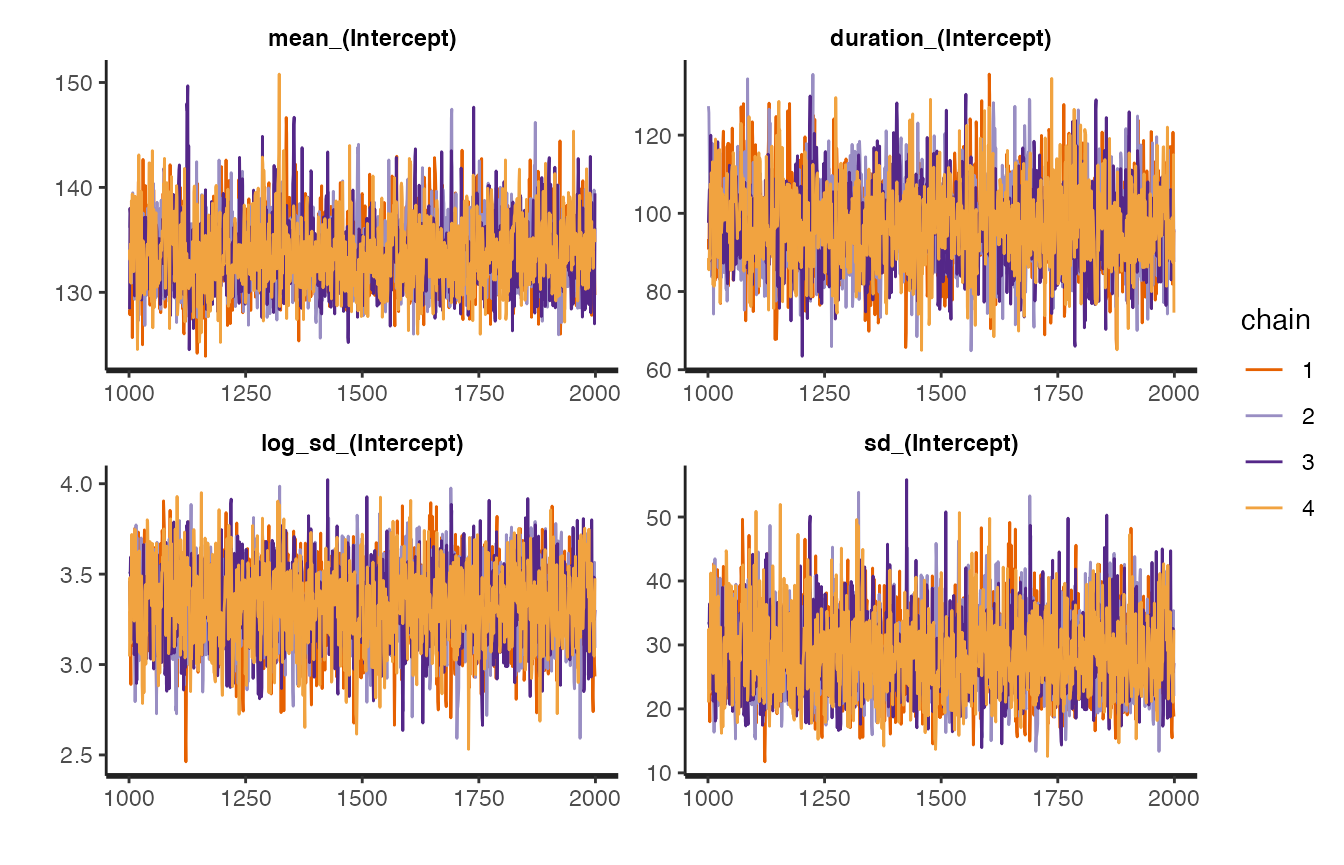 mean_(Intercept)
150
140
130
1000 1250 1500 1750 2000
duration_(Intercept)
120
100
80
60
1000 1250 1500 1750 2000
log_sd_(Intercept)
4.0
3.5
3.0
2.5
1000 1250 1500 1750 2000
sd_(Intercept)
50
40
30
20
10
1000 1250 1500 1750 2000
chain
1
2
3
4